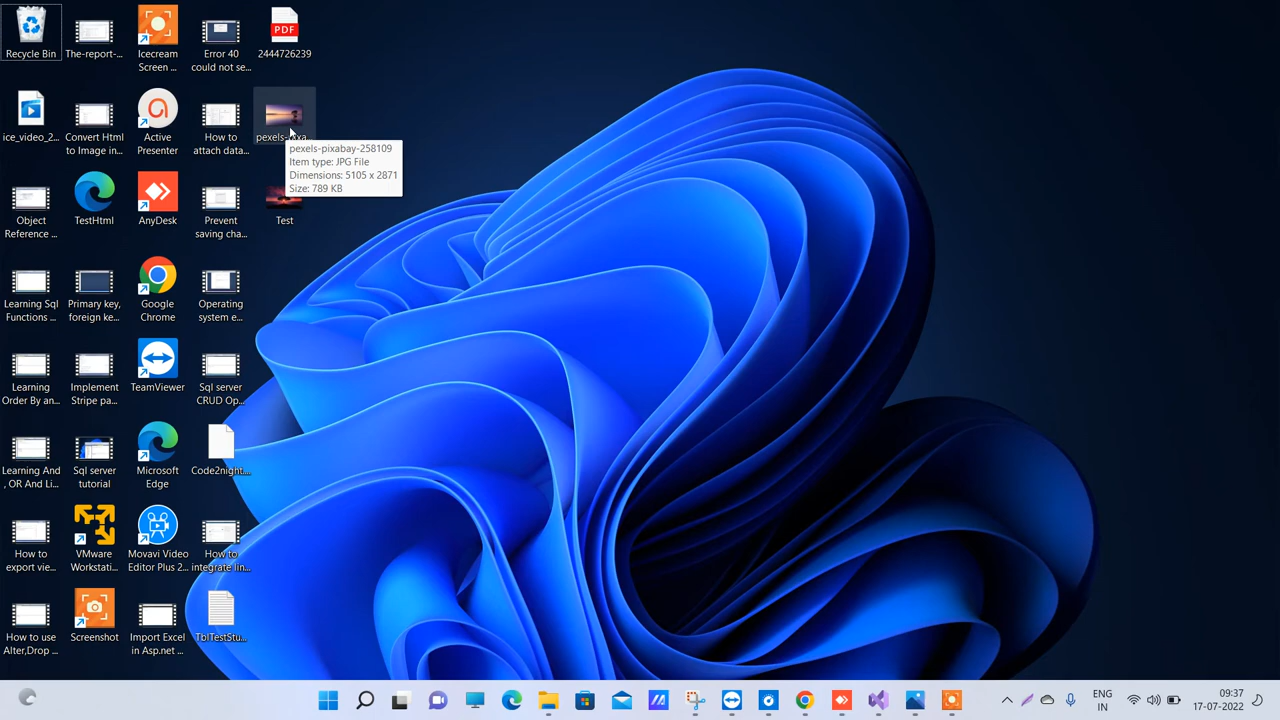 Recycle Bin
The-report-...
Icecream
Screen ...
Error 40
could not se...
PDF
2444726239
ice_video_2...
Convert Html
to Image in...
Active
Presenter
How to
attach data...
pexels-pixabay-258109
Item type: JPG File
Dimensions: 5105 x 2871
Size: 789 KB
Object
Reference ...
TestHtml
AnyDesk
Prevent
saving cha...
Test
Learning Sql
Functions ...
Primary key,
foreign ke...
Google
Chrome
Operating
system e...
Learning
Order By an...
Implement
Stripe pa...
TeamViewer
Sql server
CRUD Op...
Learning And
, OR And Li...
Sql server
tutorial
Microsoft
Edge
Code2night...
How to
export vie...
VMware
Workstati...
Movavi Video
Editor Plus 2...
How to
integrate lin...
How to use
Alter,Drop ...
Screenshot
Import Excel
in Asp.net ...
TblTestStu...
ENG
IN
09:37
17-07-2022